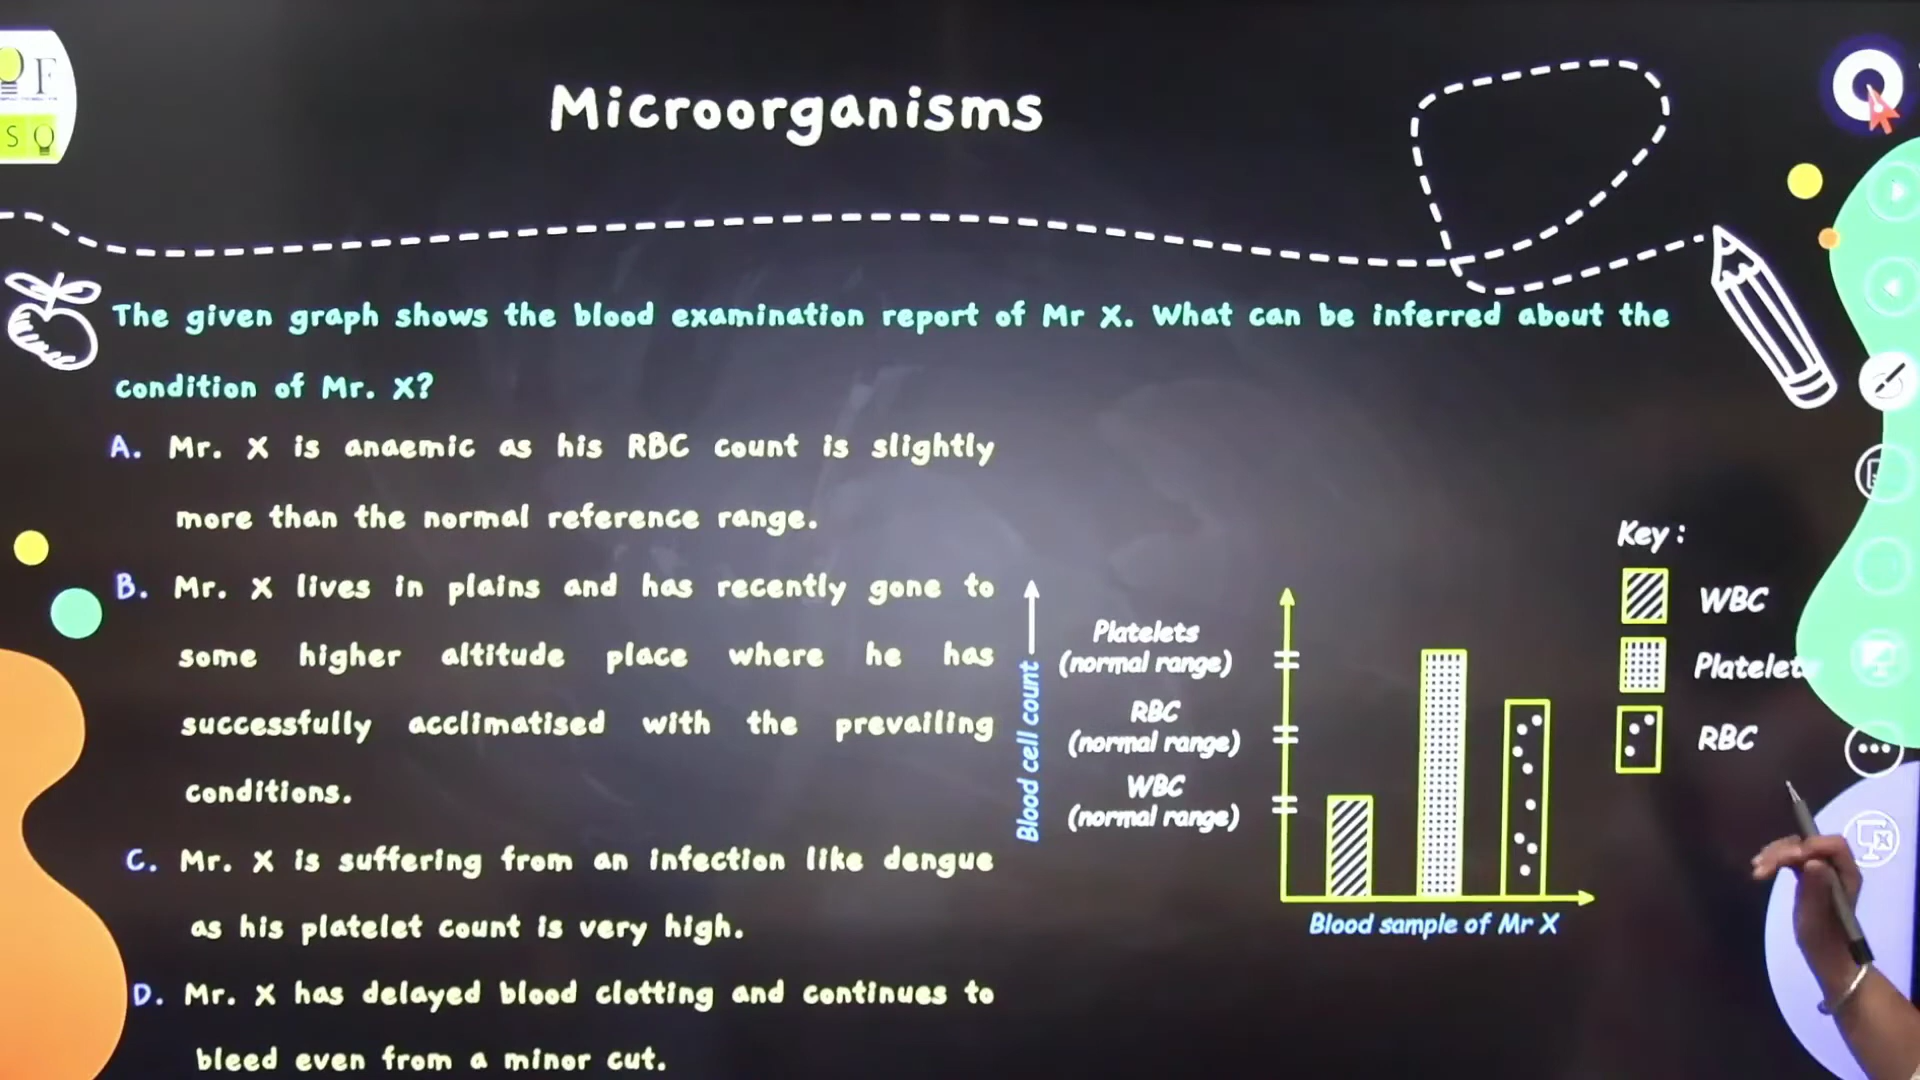 F
S
Microorganisms
The given graph shows the blood examination report of Mr X. What can be inferred about the
condition of Mr. X?
A. Mr. X is anaemic as his RBC count is slightly
more than the normal reference range.
B. Mr. X lives in plains and has recently gone to
some higher altitude place where he has
successfully acclimatised with the prevailing
conditions.
C. Mr. X is suffering from an infection like dengue
as his platelet count is very high.
D. Mr. X has delayed blood clotting and continues to
bleed even from a minor cut.
Blood cell count
Platelets
(normal range)
RBC
(normal range)
WBC
(normal range)
Blood sample of Mr X
Key :
WBC
Platelets
RBC